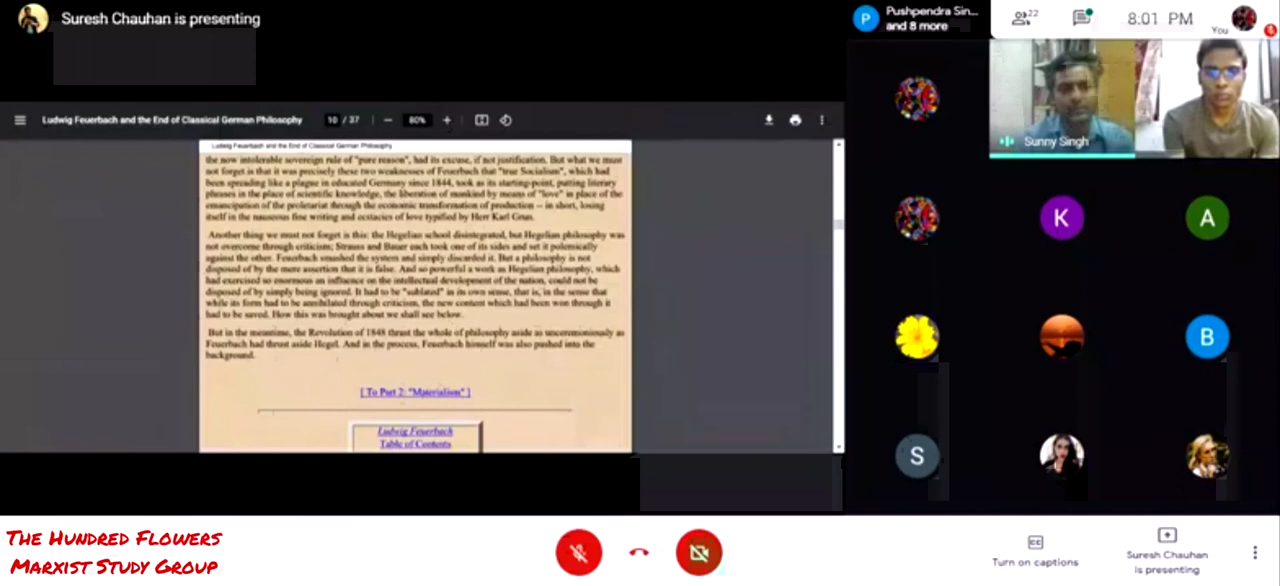 Suresh Chauhan is presenting
Pushpendra Sin...
and 8 more
22
8:01 PM
You
Ludwig Feuerbach and the End of Classical German Philosophy
10 / 37
80%
Ludwig Feuerbach and the End of Classical German Philosophy
the now intolerable sovereign rule of "pure reason", had its excuse, if not justification. But what we must
not forget is that it was precisely these two weaknesses of Feuerbach that "true Socialism", which had
been spreading like a plague in educated Germany since 1844, took as its starting-point, putting literary
phrases in the place of scientific knowledge, the liberation of mankind by means of "love" in place of the
emancipation of the proletariat through the economic transformation of production -- in short, losing
itself in the nauseous fine writing and ecstacies of love typified by Herr Karl Grun.
Another thing we must not forget is this: the Hegelian school disintegrated, but Hegelian philosophy was
not overcome through criticism; Strauss and Bauer each took one of its sides and set it polemically
against the other. Feuerbach smashed the system and simply discarded it. But a philosophy is not
disposed of by the mere assertion that it is false. And so powerful a work as Hegelian philosophy, which
had exercised so enormous an influence on the intellectual development of the nation, could not be
disposed of by simply being ignored. It had to be "sublated" in its own sense, that is, in the sense that
while its form had to be annihilated through criticism, the new content which had been won through it
had to be saved. How this was brought about we shall see below.
But in the meantime, the Revolution of 1848 thrust the whole of philosophy aside as unceremoniously as
Feuerbach had thrust aside Hegel. And in the process, Feuerbach himself was also pushed into the
background.
[ To Part 2: "Materialism" ]
Ludwig Feuerbach
Table of Contents
Sunny Singh
K
A
B
S
P
The Hundred Flowers
Marxist Study Group
Turn on captions
Suresh Chauhan
is presenting